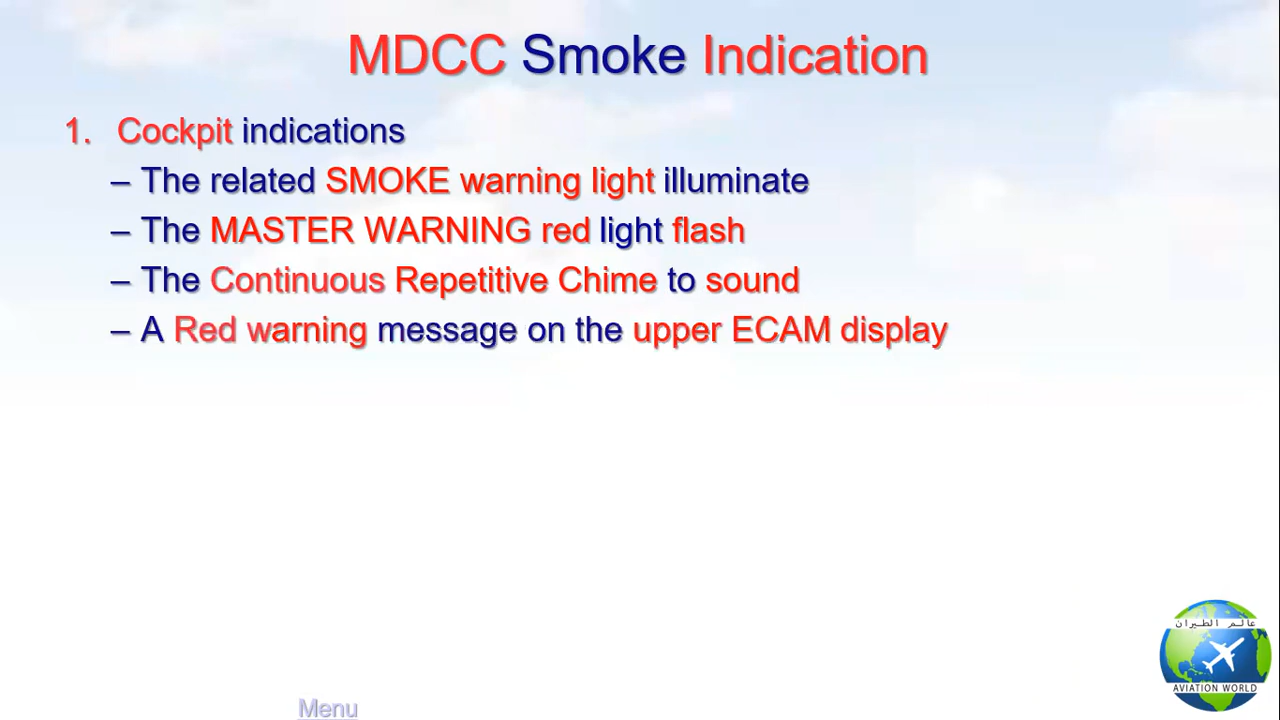 MDCC Smoke Indication
1. Cockpit indications
– The related SMOKE warning light illuminate
– The MASTER WARNING red light flash
– The Continuous Repetitive Chime to sound
– A Red warning message on the upper ECAM display
عالم الطيران
AVIATION WORLD
Menu